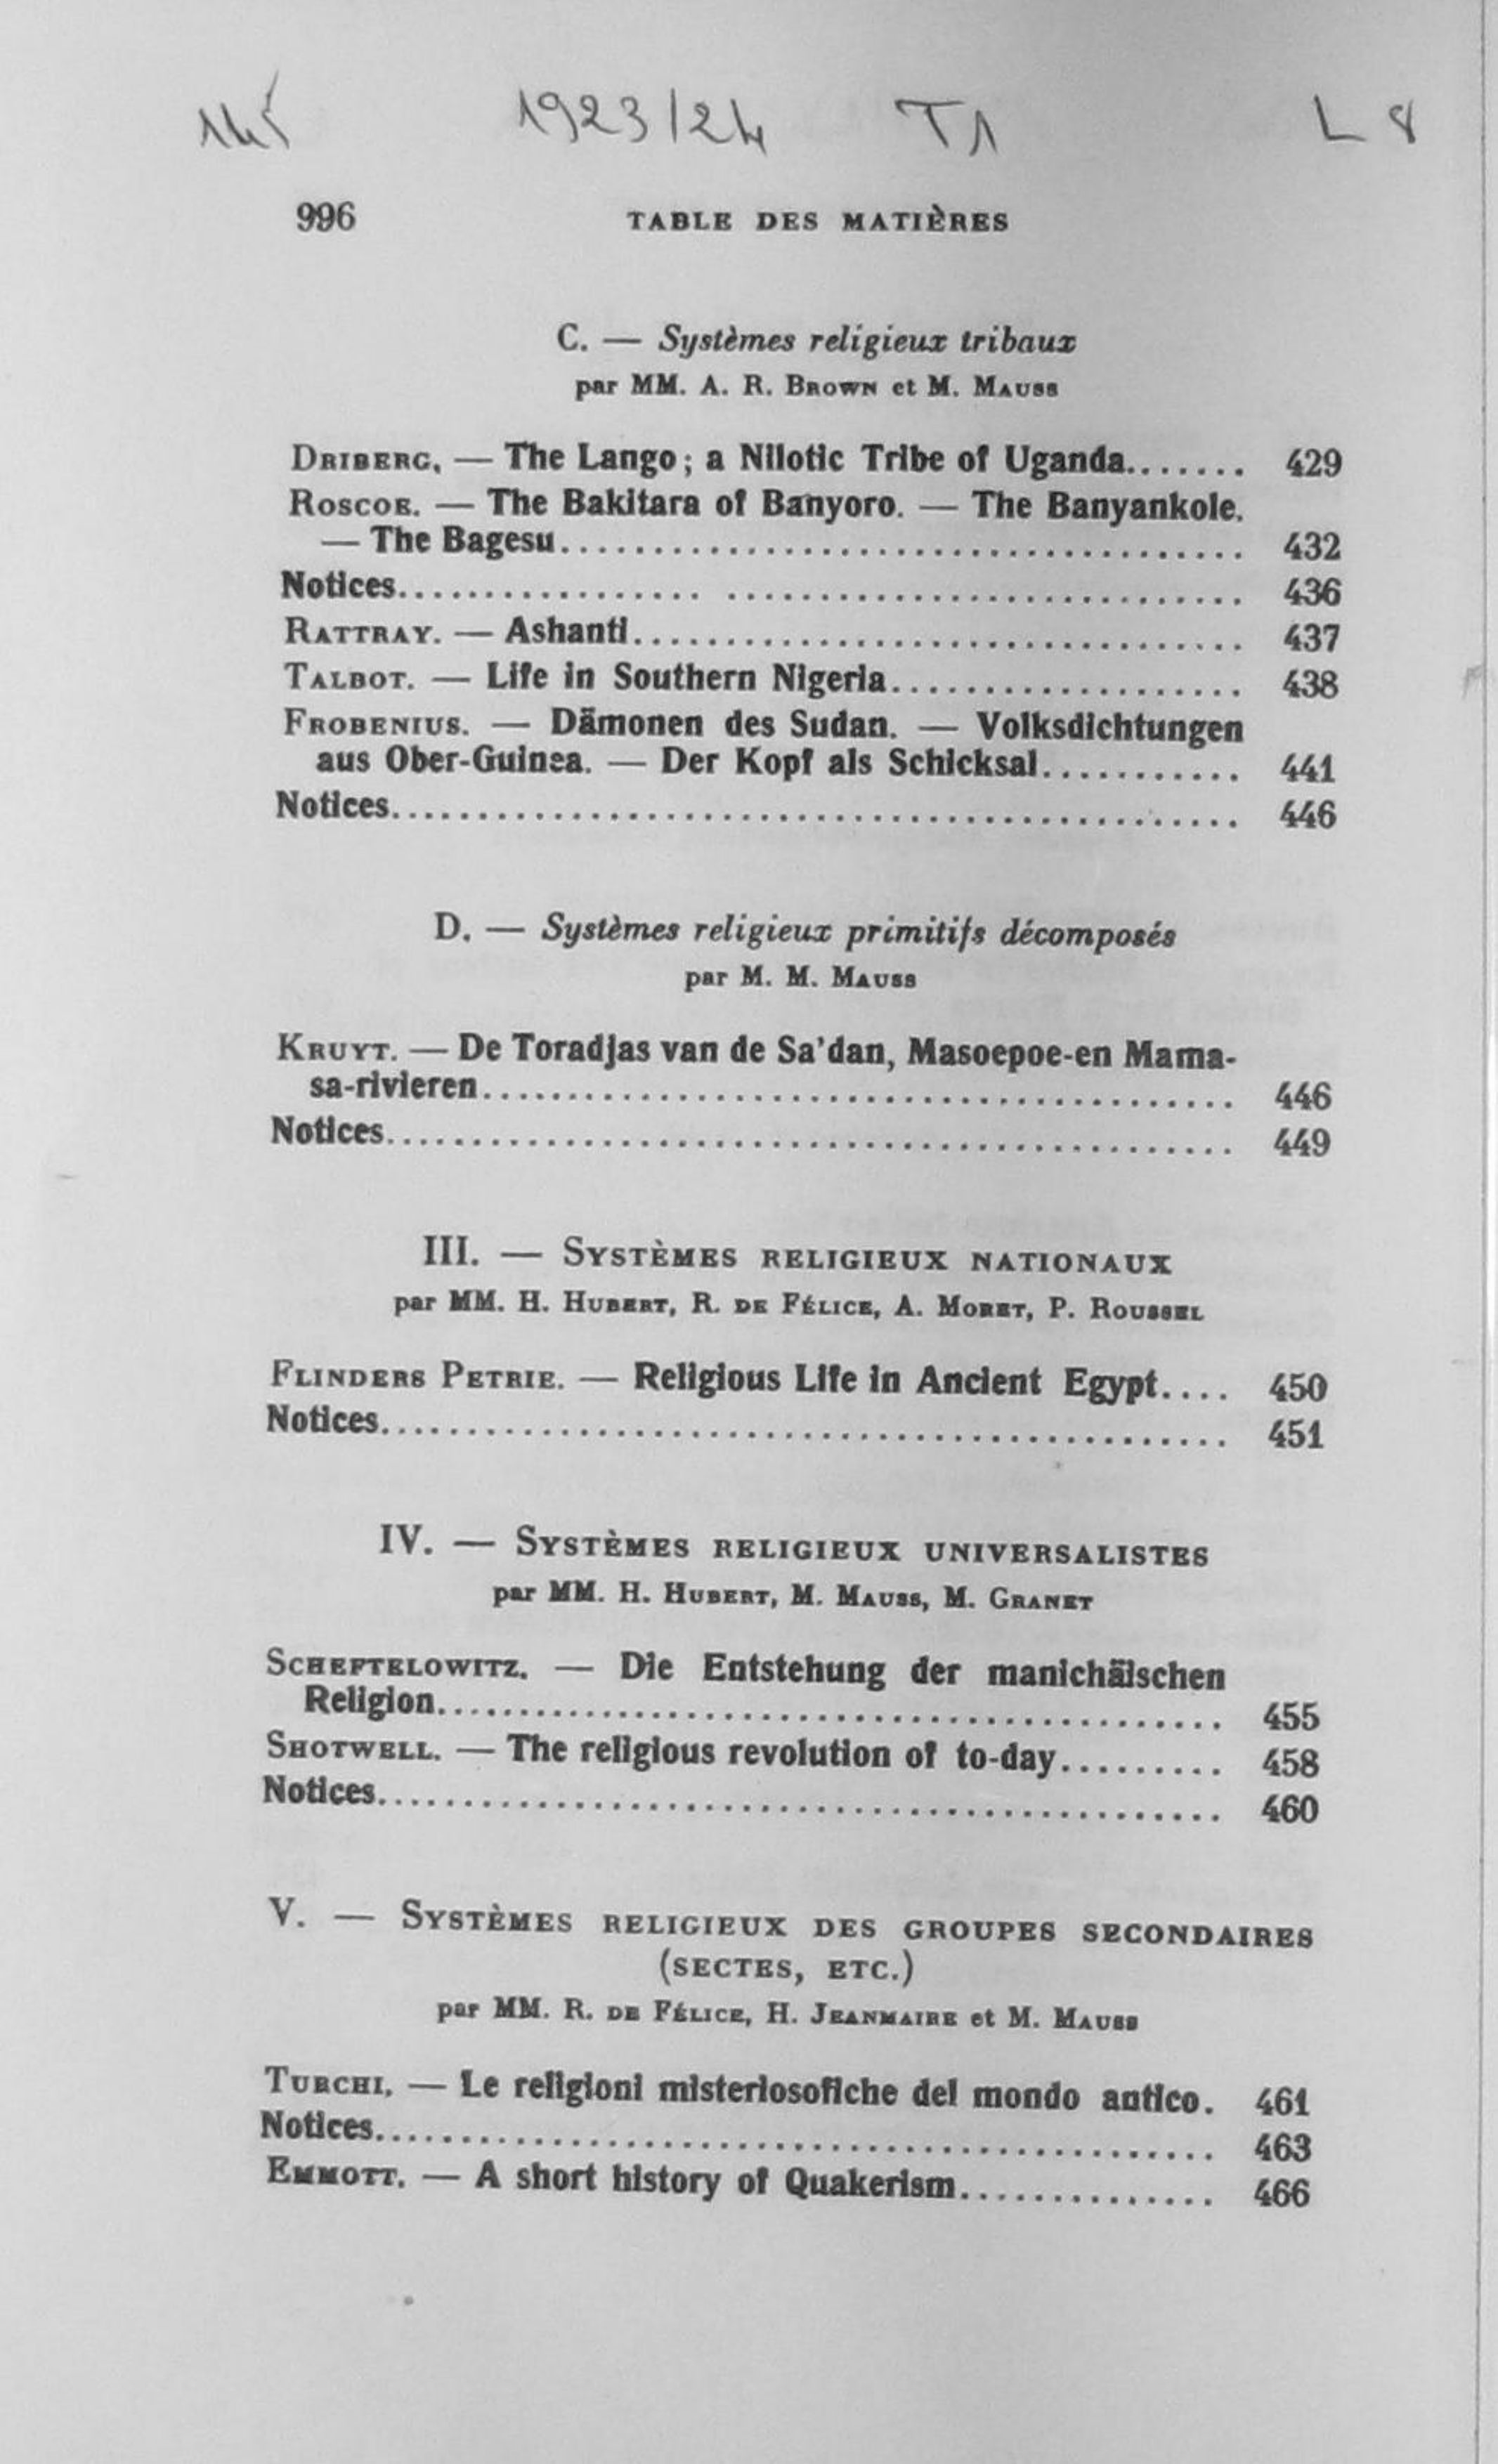 1923/24 T1 L 8
996 TABLE DES MATIÈRES
C. — Systèmes religieux tribaux
par MM. A. R. Brown et M. Mauss
Driberg. — The Lango; a Nilotic Tribe of Uganda....... 429
Roscoe. — The Bakitara of Banyoro. — The Banyankole.
— The Bagesu..................................... 432
Notices............................................. 436
Rattray. — Ashanti................................. 437
Talbot. — Life in Southern Nigeria................... 438
Frobenius. — Dämonen des Sudan. — Volksdichtungen
aus Ober-Guinea. — Der Kopf als Schicksal........... 441
Notices.............................................. 446
D. — Systèmes religieux primitifs décomposés
par M. M. Mauss
Kruyt. — De Toradjas van de Sa'dan, Masoepoe-en Mama-
sa-rivieren......................................... 446
Notices.............................................. 449
III. — Systèmes religieux nationaux
par MM. H. Hubert, R. de Félice, A. Moret, P. Roussel
Flinders Petrie. — Religious Life in Ancient Egypt.... 450
Notices.............................................. 451
IV. — Systèmes religieux universalistes
par MM. H. Hubert, M. Mauss, M. Granet
Scheftelowitz. — Die Entstehung der manichäischen
Religion........................................... 455
Shotwell. — The religious revolution of to-day......... 458
Notices.............................................. 460
V. — Systèmes religieux des groupes secondaires
(sectes, etc.)
par MM. R. de Félice, H. Jeanmaire et M. Mauss
Turchi. — Le religioni misteriosofiche del mondo antico. 461
Notices.............................................. 463
Emmott. — A short history of Quakerism.............. 466